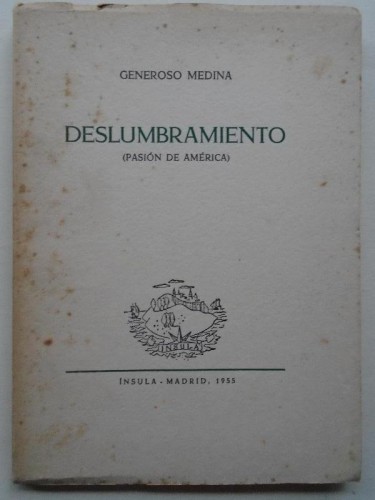 GENEROSO MEDINA
DESLUMBRAMIENTO
(PASIÓN DE AMÉRICA)
INSULA
ÍNSULA - MADRID, 1955